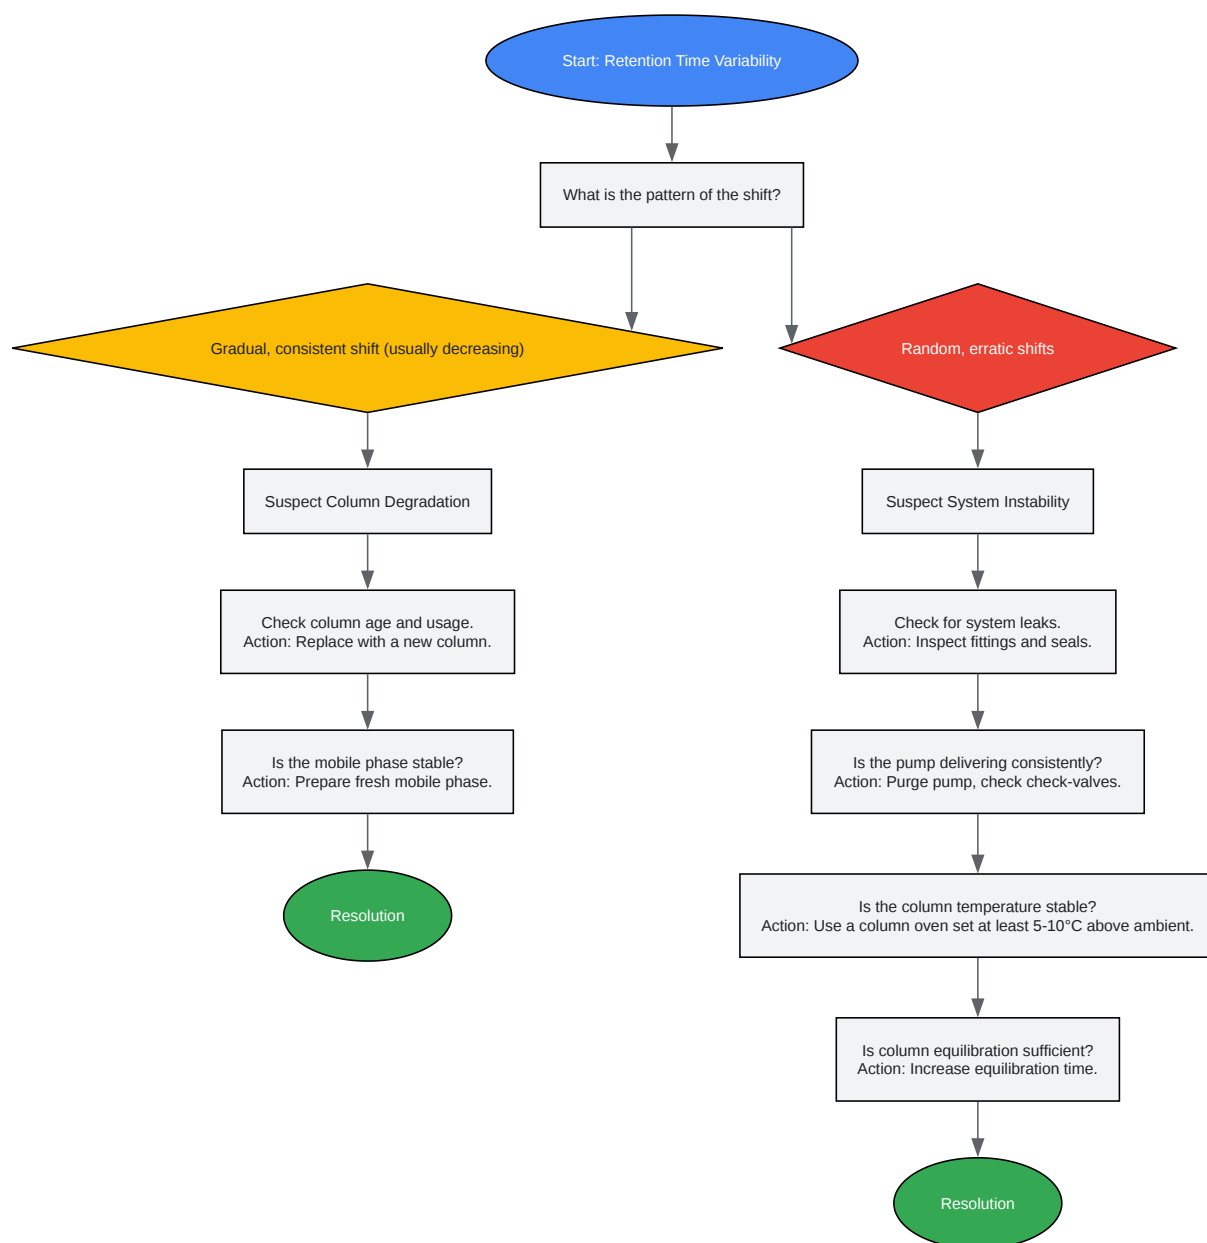 Start: Retention Time Variability
What is the pattern of the shift?
Gradual, consistent shift (usually decreasing)
Random, erratic shifts
Suspect Column Degradation
Suspect System Instability
Check column age and usage.
Action: Replace with a new column.
Check for system leaks.
Action: Inspect fittings and seals.
Is the mobile phase stable?
Action: Prepare fresh mobile phase.
Is the pump delivering consistently?
Action: Purge pump, check check-valves.
Resolution
Is the column temperature stable?
Action: Use a column oven set at least 5-10°C above ambient.
Is column equilibration sufficient?
Action: Increase equilibration time.
Resolution